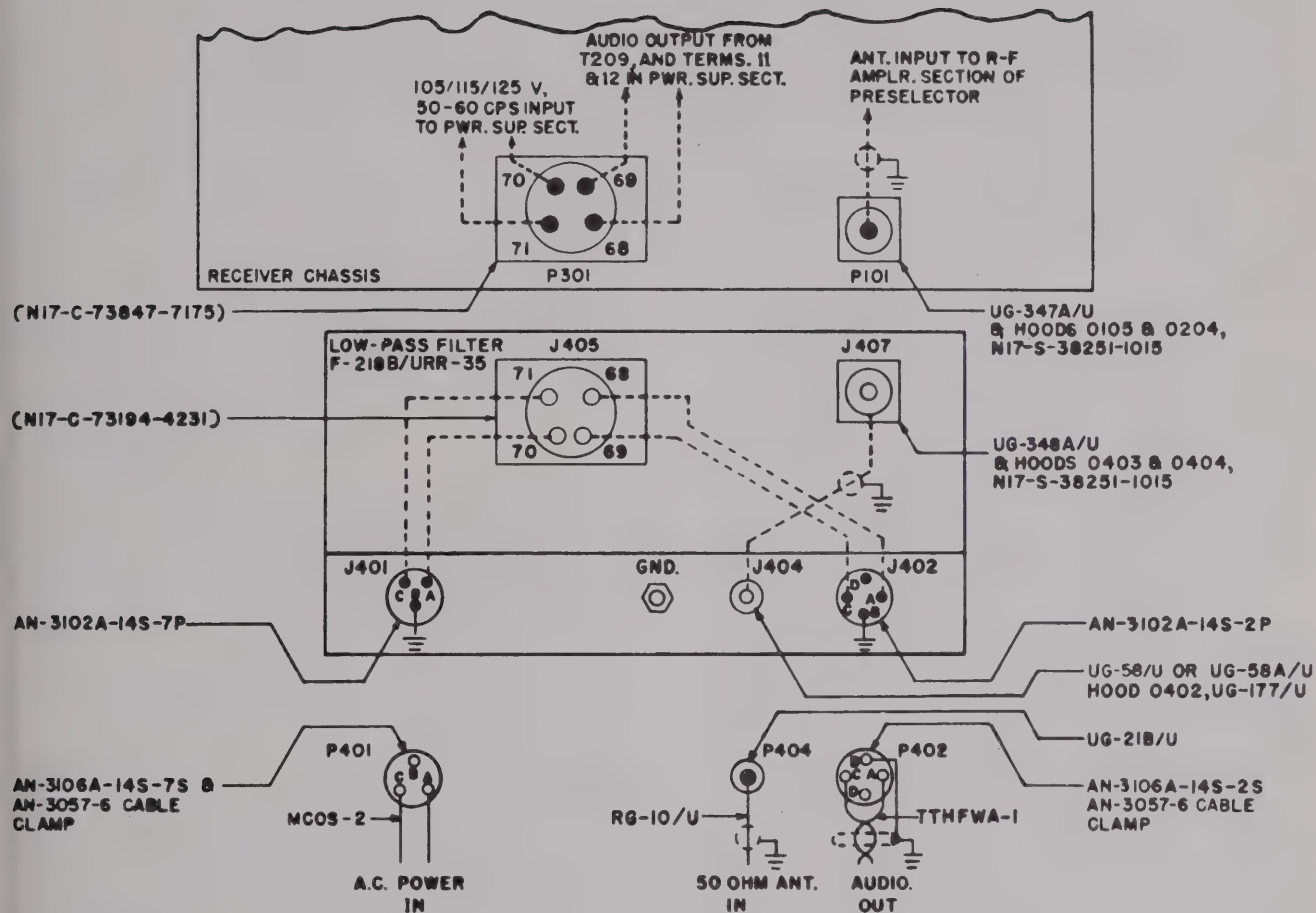 AUDIO OUTPUT FROM
T209, AND TERMS. 11
& 12 IN PWR. SUP. SECT.
ANT. INPUT TO R-F
AMPLR. SECTION OF
PRESELECTOR
105/115/125 V,
50-60 CPS INPUT
TO PWR. SUP. SECT.
70
69
71
68
RECEIVER CHASSIS
P301
P101
(N17-C-73847-7175)
UG-347A/U
& HOODS 0105 & 0204,
N17-S-38251-1015
LOW-PASS FILTER
F-218B/URR-35
J405
J407
71
68
(N17-C-73194-4231)
70
69
UG-348A/U
& HOODS 0403 & 0404,
N17-S-38251-1015
J401
GND.
J404
J402
C
B
A
D
C
A
B
AN-3102A-14S-7P
AN-3102A-14S-2P
UG-58/U OR UG-58A/U
HOOD 0402, UG-177/U
P401
P404
P402
UG-21B/U
C
B
A
B
C
A
D
AN-3106A-14S-7S &
AN-3057-6 CABLE
CLAMP
MCOS-2
RG-10/U
TTHFWA-1
AN-3106A-14S-2S
AN-3057-6 CABLE
CLAMP
A.C. POWER
IN
50 OHM ANT.
IN
AUDIO.
OUT